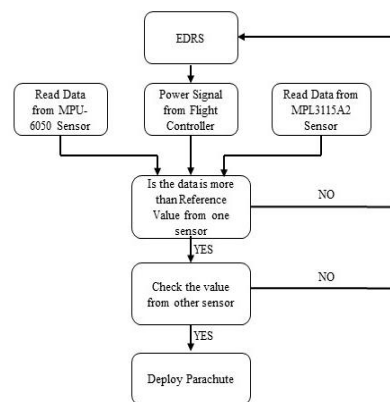 EDRS
Read Data
from MPU-
6050 Sensor
Power Signal
from Flight
Controller
Read Data from
MPL3115A2
Sensor
Is the data is more
than Reference
Value from one
sensor
NO
YES
Check the value
from other sensor
NO
YES
Deploy Parachute